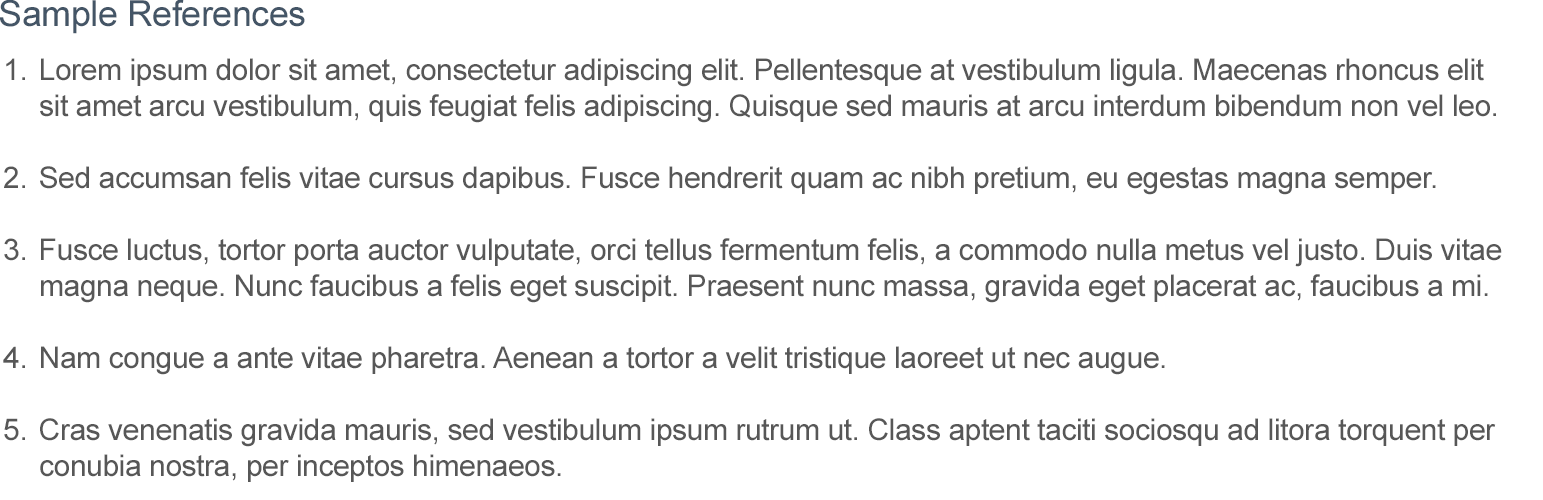 Sample References
1. Lorem ipsum dolor sit amet, consectetur adipiscing elit. Pellentesque at vestibulum ligula. Maecenas rhoncus elit
sit amet arcu vestibulum, quis feugiat felis adipiscing. Quisque sed mauris at arcu interdum bibendum non vel leo.
2. Sed accumsan felis vitae cursus dapibus. Fusce hendrerit quam ac nibh pretium, eu egestas magna semper.
3. Fusce luctus, tortor porta auctor vulputate, orci tellus fermentum felis, a commodo nulla metus vel justo. Duis vitae
magna neque. Nunc faucibus a felis eget suscipit. Praesent nunc massa, gravida eget placerat ac, faucibus a mi.
4. Nam congue a ante vitae pharetra. Aenean a tortor a velit tristique laoreet ut nec augue.
5. Cras venenatis gravida mauris, sed vestibulum ipsum rutrum ut. Class aptent taciti sociosqu ad litora torquent per
conubia nostra, per inceptos himenaeos.